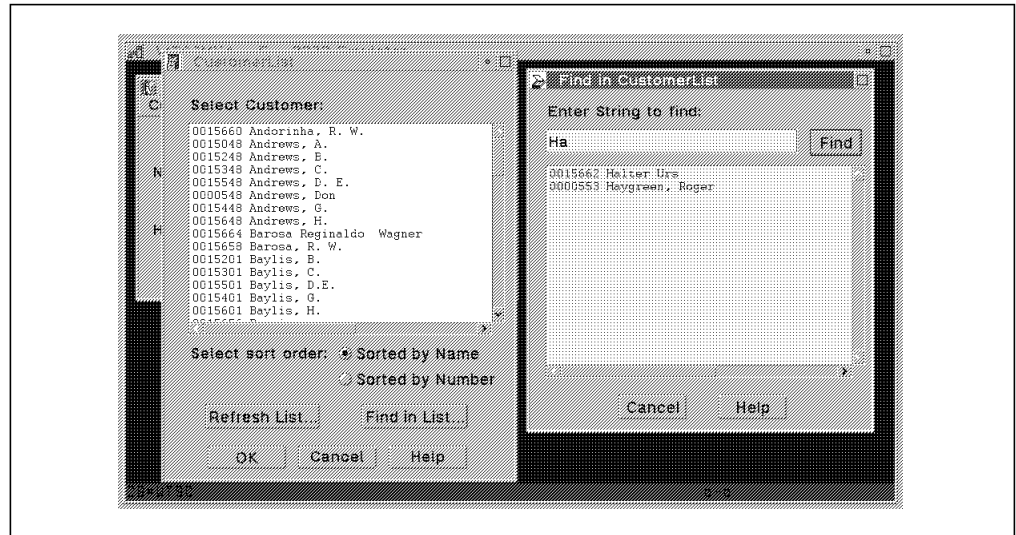 CustomerList
Select Customer:
0015660 Andorinha, R. W.
0015048 Andrews, A.
0015248 Andrews, B.
0015348 Andrews, C.
0015548 Andrews, D. E.
0000548 Andrews, Don
0015448 Andrews, G.
0015648 Andrews, H.
0015664 Barosa Reginaldo  Wagner
0015658 Barosa, R. W.
0015201 Baylis, B.
0015301 Baylis, C.
0015501 Baylis, D.E.
0015401 Baylis, G.
0015601 Baylis, H.
Select sort order:
Sorted by Name
Sorted by Number
Refresh List...
Find in List...
OK
Cancel
Help
Find in CustomerList
Enter String to find:
Ha
Find
0015662 Halter Urs
0000553 Haygreen, Roger
Cancel
Help